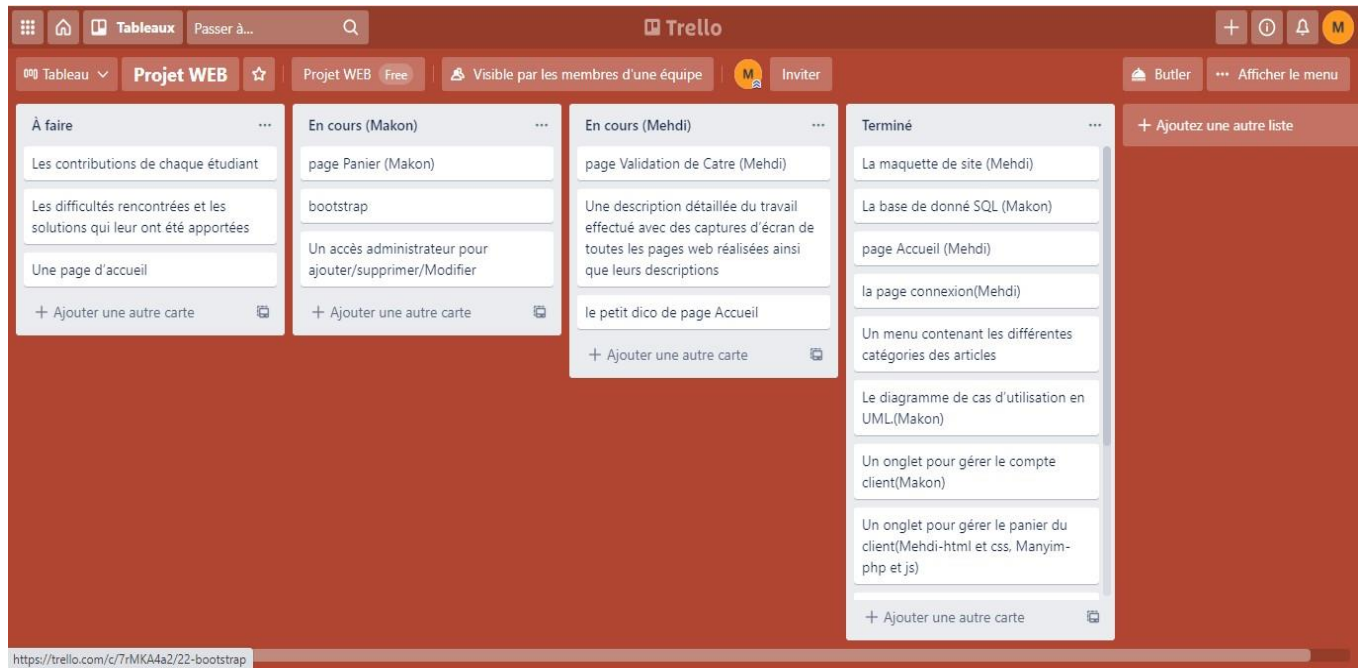 Tableaux
Passer à...
Trello
M
Tableau
Projet WEB
Projet WEB Free
Visible par les membres d'une équipe
M
Inviter
Butler
Afficher le menu
À faire
Les contributions de chaque étudiant
Les difficultés rencontrées et les
solutions qui leur ont été apportées
Une page d'accueil
+ Ajouter une autre carte
En cours (Makon)
page Panier (Makon)
bootstrap
Un accès administrateur pour
ajouter/supprimer/Modifier
+ Ajouter une autre carte
En cours (Mehdi)
page Validation de Catre (Mehdi)
Une description détaillée du travail
effectué avec des captures d'écran de
toutes les pages web réalisées ainsi
que leurs descriptions
le petit dico de page Accueil
+ Ajouter une autre carte
Terminé
La maquette de site (Mehdi)
La base de donné SQL (Makon)
page Accueil (Mehdi)
la page connexion(Mehdi)
Un menu contenant les différentes
catégories des articles
Le diagramme de cas d'utilisation en
UML.(Makon)
Un onglet pour gérer le compte
client(Makon)
Un onglet pour gérer le panier du
client(Mehdi-html et css, Manyim-
php et js)
+ Ajouter une autre carte
+ Ajoutez une autre liste
https://trello.com/c/7rMKA4a2/22-bootstrap